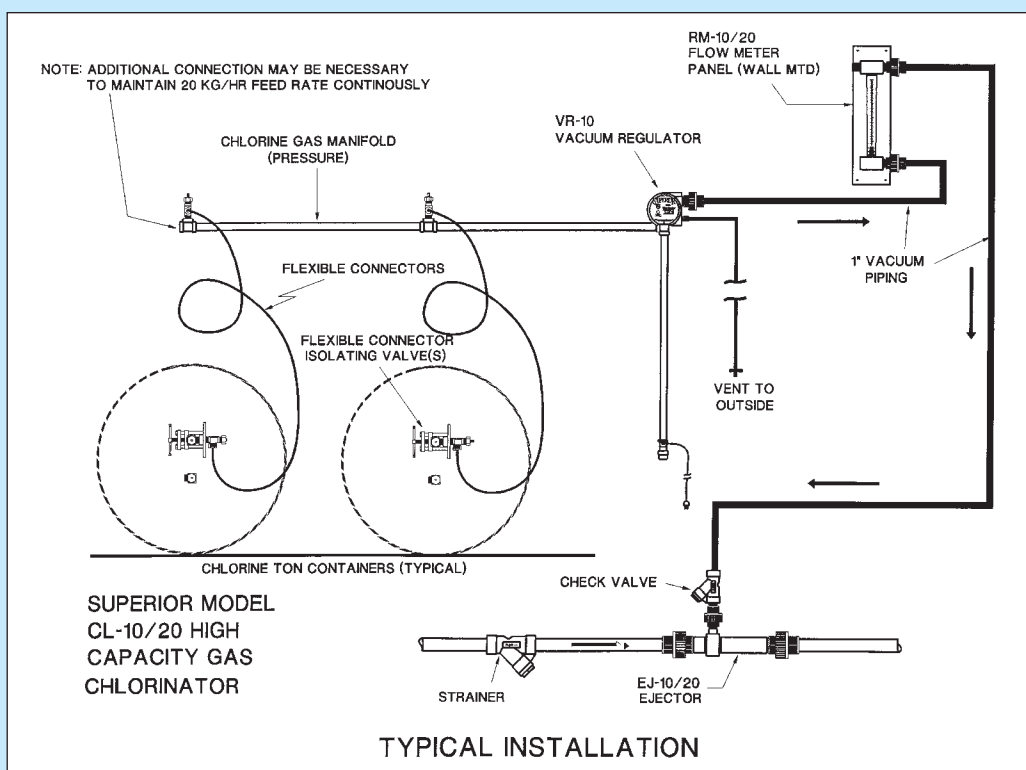 RM-10/20
FLOW METER
PANEL (WALL MTD)
NOTE: ADDITIONAL CONNECTION MAY BE NECESSARY
TO MAINTAIN 20 KG/HR FEED RATE CONTINOUSLY
VR-10
VACUUM REGULATOR
CHLORINE GAS MANIFOLD
(PRESSURE)
FLEXIBLE CONNECTORS
1" VACUUM
PIPING
FLEXIBLE CONNECTOR
ISOLATING VALVE(S)
VENT TO
OUTSIDE
CHLORINE TON CONTAINERS (TYPICAL)
CHECK VALVE
SUPERIOR MODEL
CL-10/20 HIGH
CAPACITY GAS
CHLORINATOR
STRAINER
EJ-10/20
EJECTOR
TYPICAL INSTALLATION